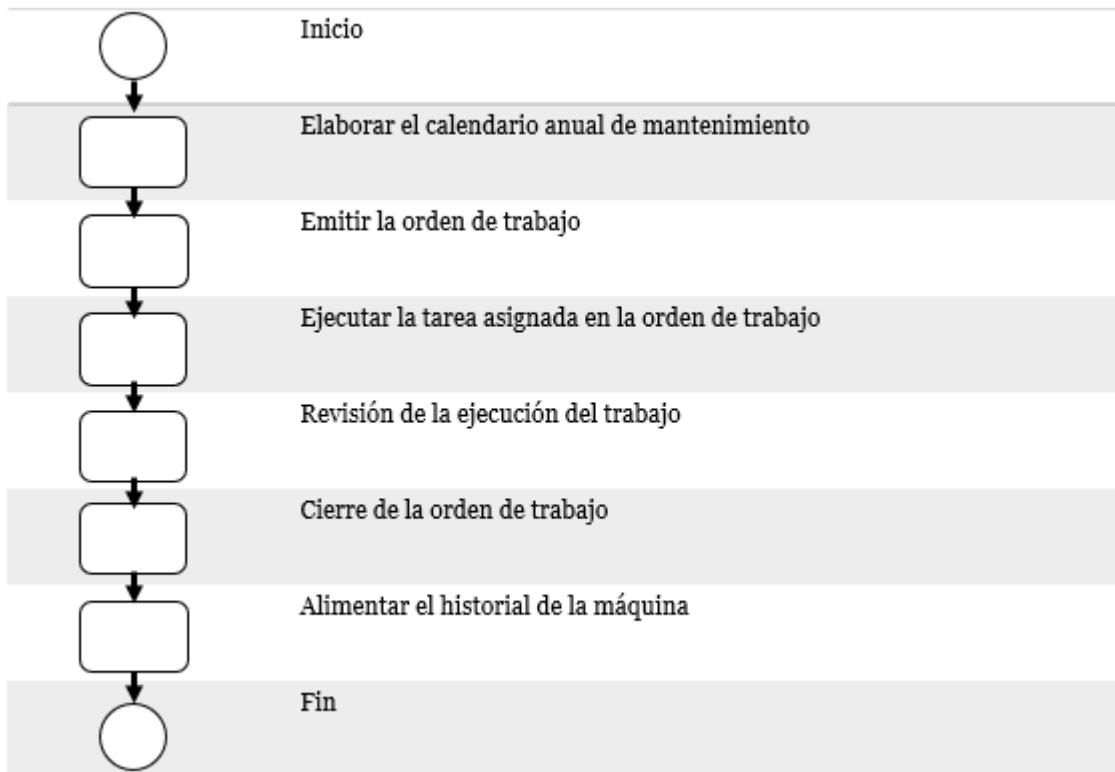 Inicio
Elaborar el calendario anual de mantenimiento
Emitir la orden de trabajo
Ejecutar la tarea asignada en la orden de trabajo
Revisión de la ejecución del trabajo
Cierre de la orden de trabajo
Alimentar el historial de la máquina
Fin